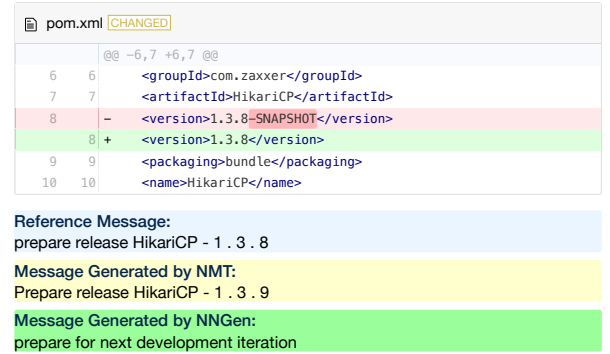 pom.xml CHANGED
@@ -6,7 +6,7 @@
6 6 <groupId>com.zaxxer</groupId>
7 7 <artifactId>HikariCP</artifactId>
8 - <version>1.3.8-SNAPSHOT</version>
8 + <version>1.3.8</version>
9 9 <packaging>bundle</packaging>
10 10 <name>HikariCP</name>
Reference Message:
prepare release HikariCP - 1 . 3 . 8
Message Generated by NMT:
Prepare release HikariCP - 1 . 3 . 9
Message Generated by NNGen:
prepare for next development iteration